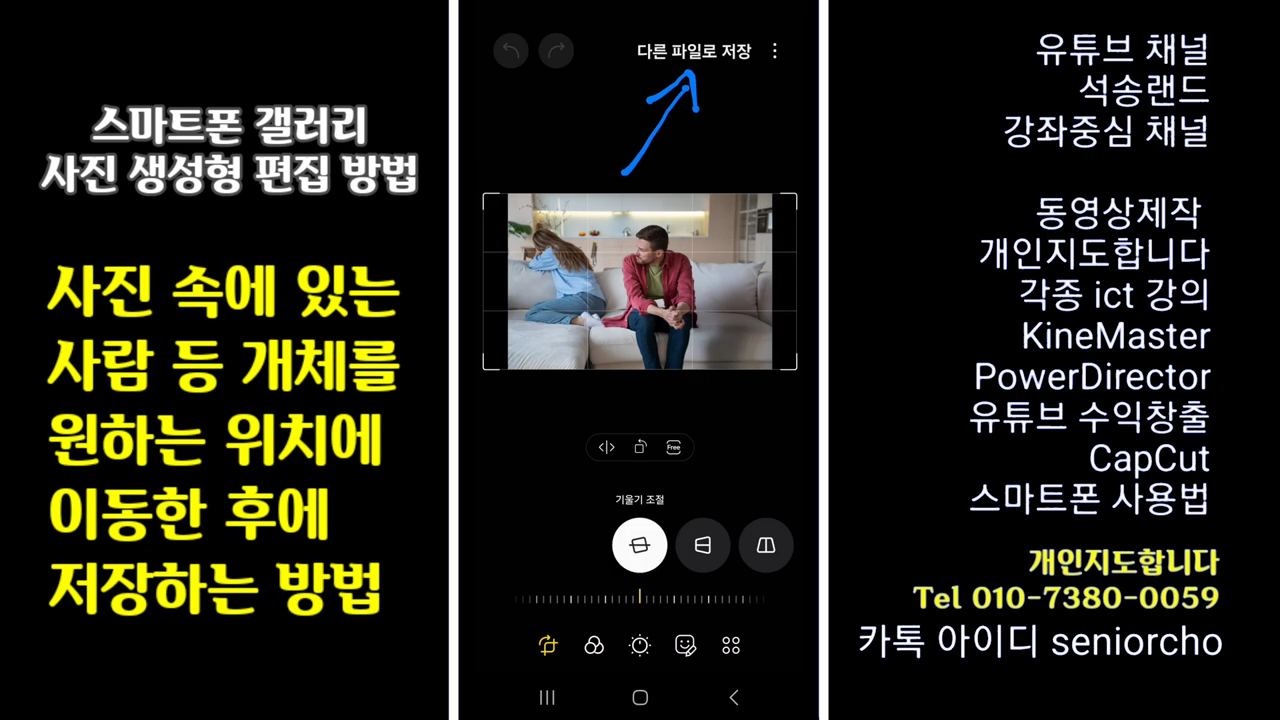 스마트폰 갤러리
사진 생성형 편집 방법
사진 속에 있는
사람 등 개체를
원하는 위치에
이동한 후에
저장하는 방법
다른 파일로 저장
Free
기울기 조절
유튜브 채널
석송랜드
강좌중심 채널
동영상제작
개인지도합니다
각종 ict 강의
KineMaster
PowerDirector
유튜브 수익창출
CapCut
스마트폰 사용법
개인지도합니다
Tel 010-7380-0059
카톡 아이디 seniorcho